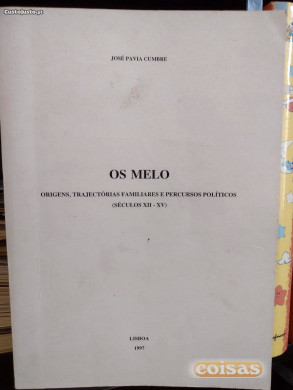 CustoJusto.pt
JOSÉ PAVIA CUMBRE
OS MELO
ORIGENS, TRAJECTÓRIAS FAMILIARES E PERCURSOS POLÍTICOS
(SÉCULOS XII - XV)
LISBOA
1997
coisas